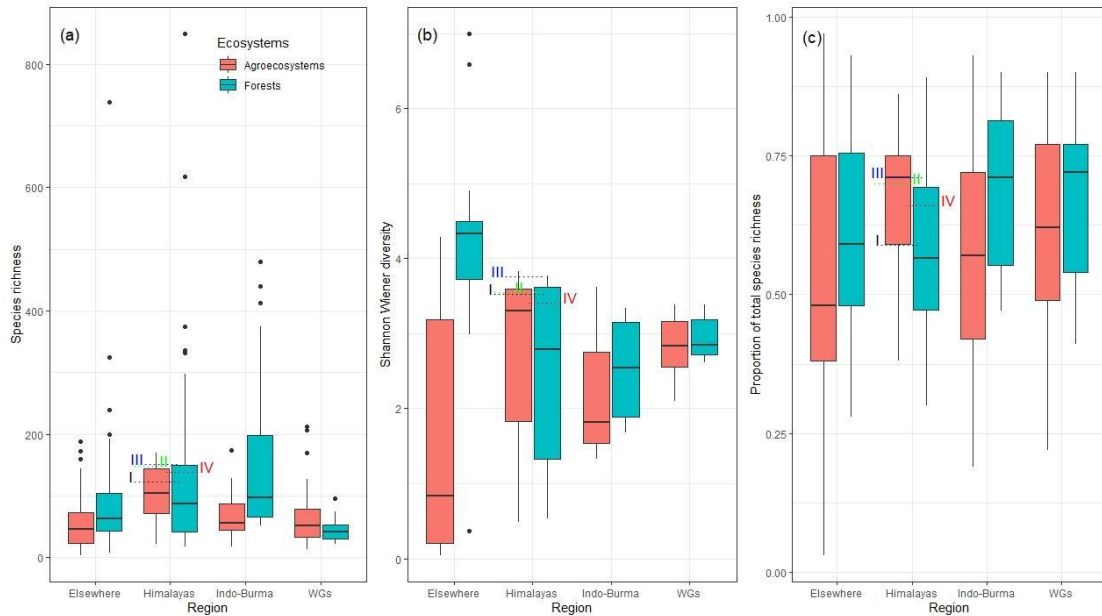 (a)
Ecosystems
Agroecosystems
Forests
Species richness
800
600
400
200
0
III
II
I
IV
Elsewhere Himalayas Indo-Burma WGs
Region
(b)
Shannon Wiener diversity
6
4
2
0
III
II
I
IV
Elsewhere Himalayas Indo-Burma WGs
Region
(c)
Proportion of total species richness
1.00
0.75
0.50
0.25
0.00
III
II
IV
I
Elsewhere Himalayas Indo-Burma WGs
Region